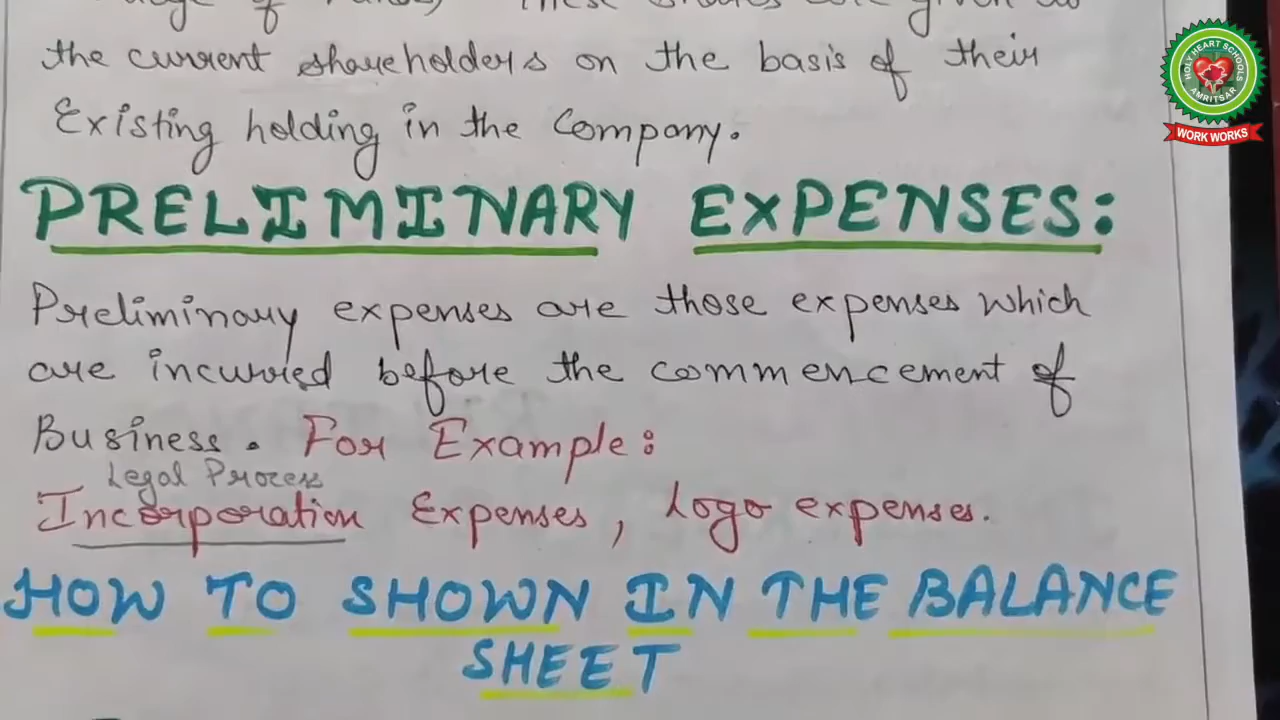 the current shareholders on the basis of their
Existing holding in the Company.
PRELIMINARY EXPENSES:
Preliminary expenses are those expenses which
are incurred before the commencement of
Business. For Example:
Legal Process
Incorporation Expenses, Logo expenses.
HOW TO SHOWN IN THE BALANCE
SHEET
HOLY HEART SCHOOLS
AMRITSAR
WORK WORKS